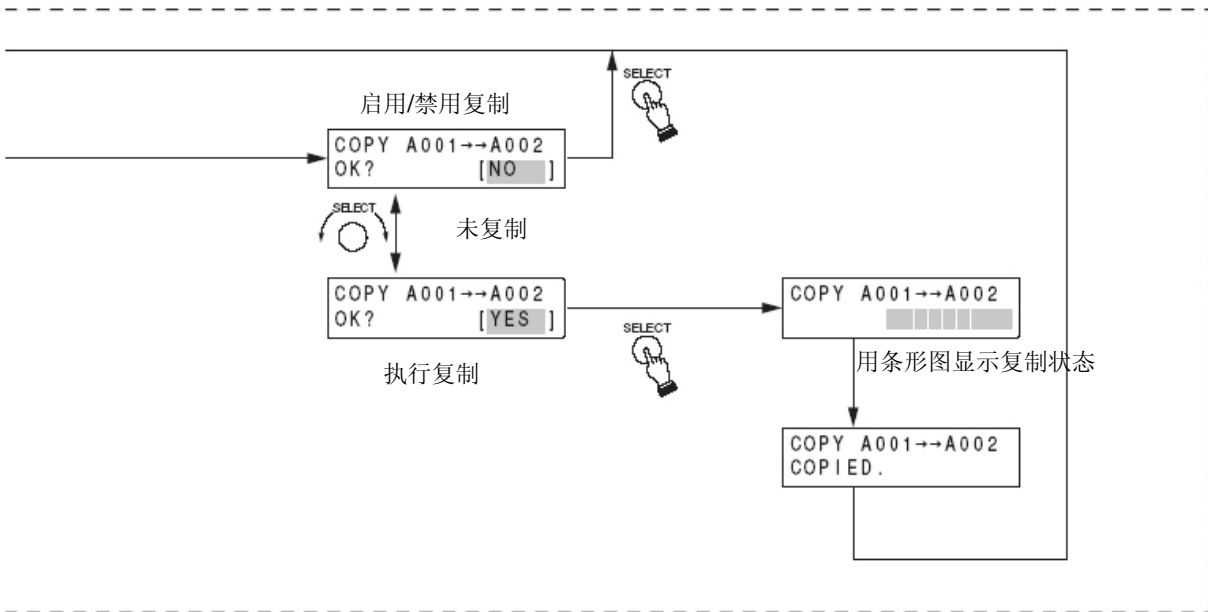 SELECT
启用/禁用复制
COPY A001→→A002
OK? [NO ]
SELECT
未复制
COPY A001→→A002
OK? [YES ]
执行复制
SELECT
COPY A001→→A002
用条形图显示复制状态
COPY A001→→A002
COPIED.